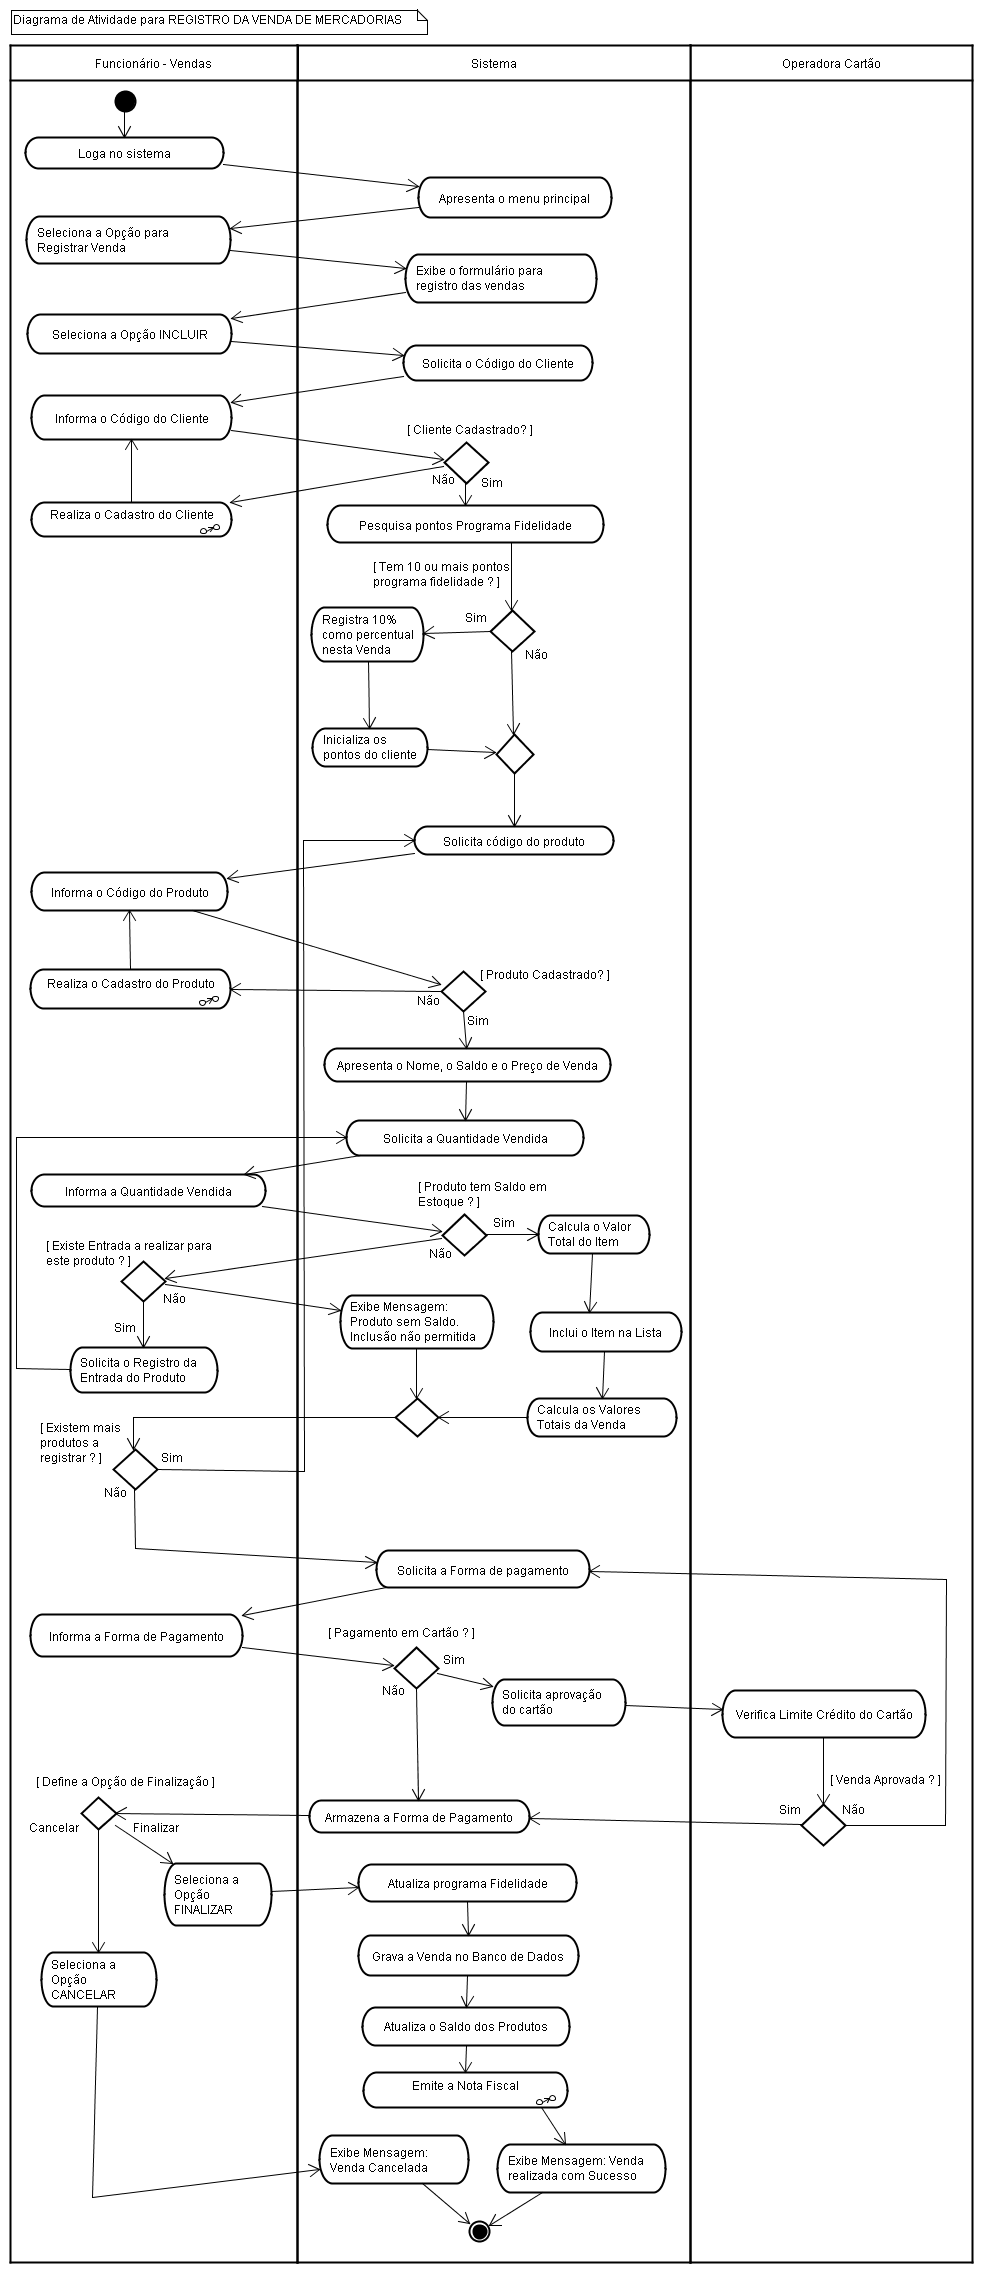 Diagrama de Atividade para REGISTRO DA VENDA DE MERCADORIAS
Funcionário - Vendas
Sistema
Operadora Cartão
Loga no sistema
Apresenta o menu principal
Seleciona a Opção para
Registrar Venda
Exibe o formulário para
registro das vendas
Seleciona a Opção INCLUIR
Solicita o Código do Cliente
Informa o Código do Cliente
[ Cliente Cadastrado? ]
Não
Sim
Realiza o Cadastro do Cliente
Pesquisa pontos Programa Fidelidade
[ Tem 10 ou mais pontos
programa fidelidade ? ]
Sim
Não
Registra 10%
como percentual
nesta Venda
Inicializa os
pontos do cliente
Solicita código do produto
Informa o Código do Produto
[ Produto Cadastrado? ]
Não
Sim
Realiza o Cadastro do Produto
Apresenta o Nome, o Saldo e o Preço de Venda
Solicita a Quantidade Vendida
Informa a Quantidade Vendida
[ Produto tem Saldo em
Estoque ? ]
Sim
Não
Calcula o Valor
Total do Item
[ Existe Entrada a realizar para
este produto ? ]
Não
Sim
Exibe Mensagem:
Produto sem Saldo.
Inclusão não permitida
Inclui o Item na Lista
Solicita o Registro da
Entrada do Produto
Calcula os Valores
Totais da Venda
[ Existem mais
produtos a
registrar ? ]
Sim
Não
Solicita a Forma de pagamento
Informa a Forma de Pagamento
[ Pagamento em Cartão ? ]
Sim
Não
Solicita aprovação
do cartão
Verifica Limite Crédito do Cartão
[ Venda Aprovada ? ]
Sim
Não
[ Define a Opção de Finalização ]
Cancelar
Finalizar
Armazena a Forma de Pagamento
Seleciona a
Opção
FINALIZAR
Atualiza programa Fidelidade
Grava a Venda no Banco de Dados
Seleciona a
Opção
CANCELAR
Atualiza o Saldo dos Produtos
Emite a Nota Fiscal
Exibe Mensagem:
Venda Cancelada
Exibe Mensagem: Venda
realizada com Sucesso